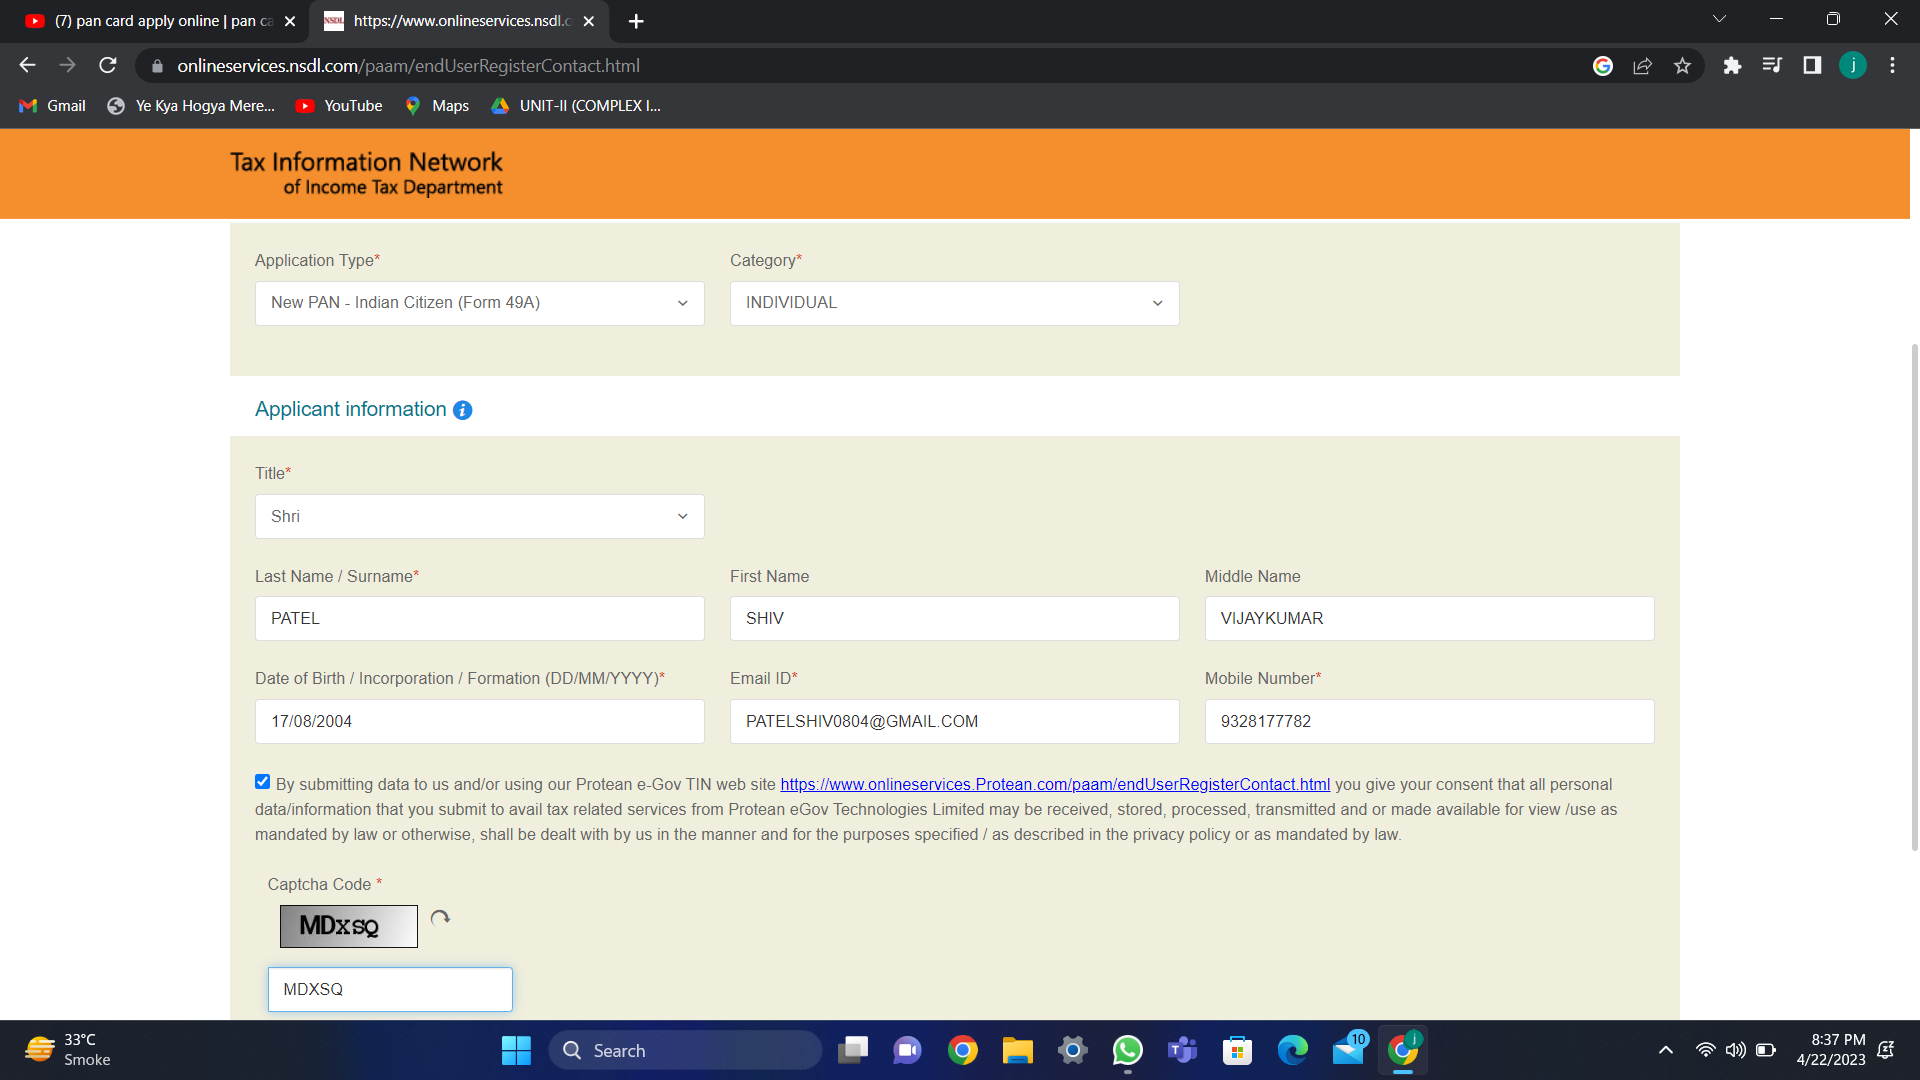 (7) pan card apply online | pan ca
NSDL https://www.onlineservices.nsdl.c
onlineservices.nsdl.com/paam/endUserRegisterContact.html
j
Gmail Ye Kya Hogya Mere... YouTube Maps UNIT-II (COMPLEX I...
Tax Information Network
of Income Tax Department
Application Type* Category*
New PAN - Indian Citizen (Form 49A) INDIVIDUAL
Applicant information i
Title*
Shri
Last Name / Surname* First Name Middle Name
PATEL SHIV VIJAYKUMAR
Date of Birth / Incorporation / Formation (DD/MM/YYYY)* Email ID* Mobile Number*
17/08/2004 PATELSHIV0804@GMAIL.COM 9328177782
By submitting data to us and/or using our Protean e-Gov TIN web site https://www.onlineservices.Protean.com/paam/endUserRegisterContact.html you give your consent that all personal
data/information that you submit to avail tax related services from Protean eGov Technologies Limited may be received, stored, processed, transmitted and or made available for view /use as
mandated by law or otherwise, shall be dealt with by us in the manner and for the purposes specified / as described in the privacy policy or as mandated by law.
Captcha Code *
MDxsQ
MDXSQ
33°C
Smoke
Search
10
j
8:37 PM
4/22/2023